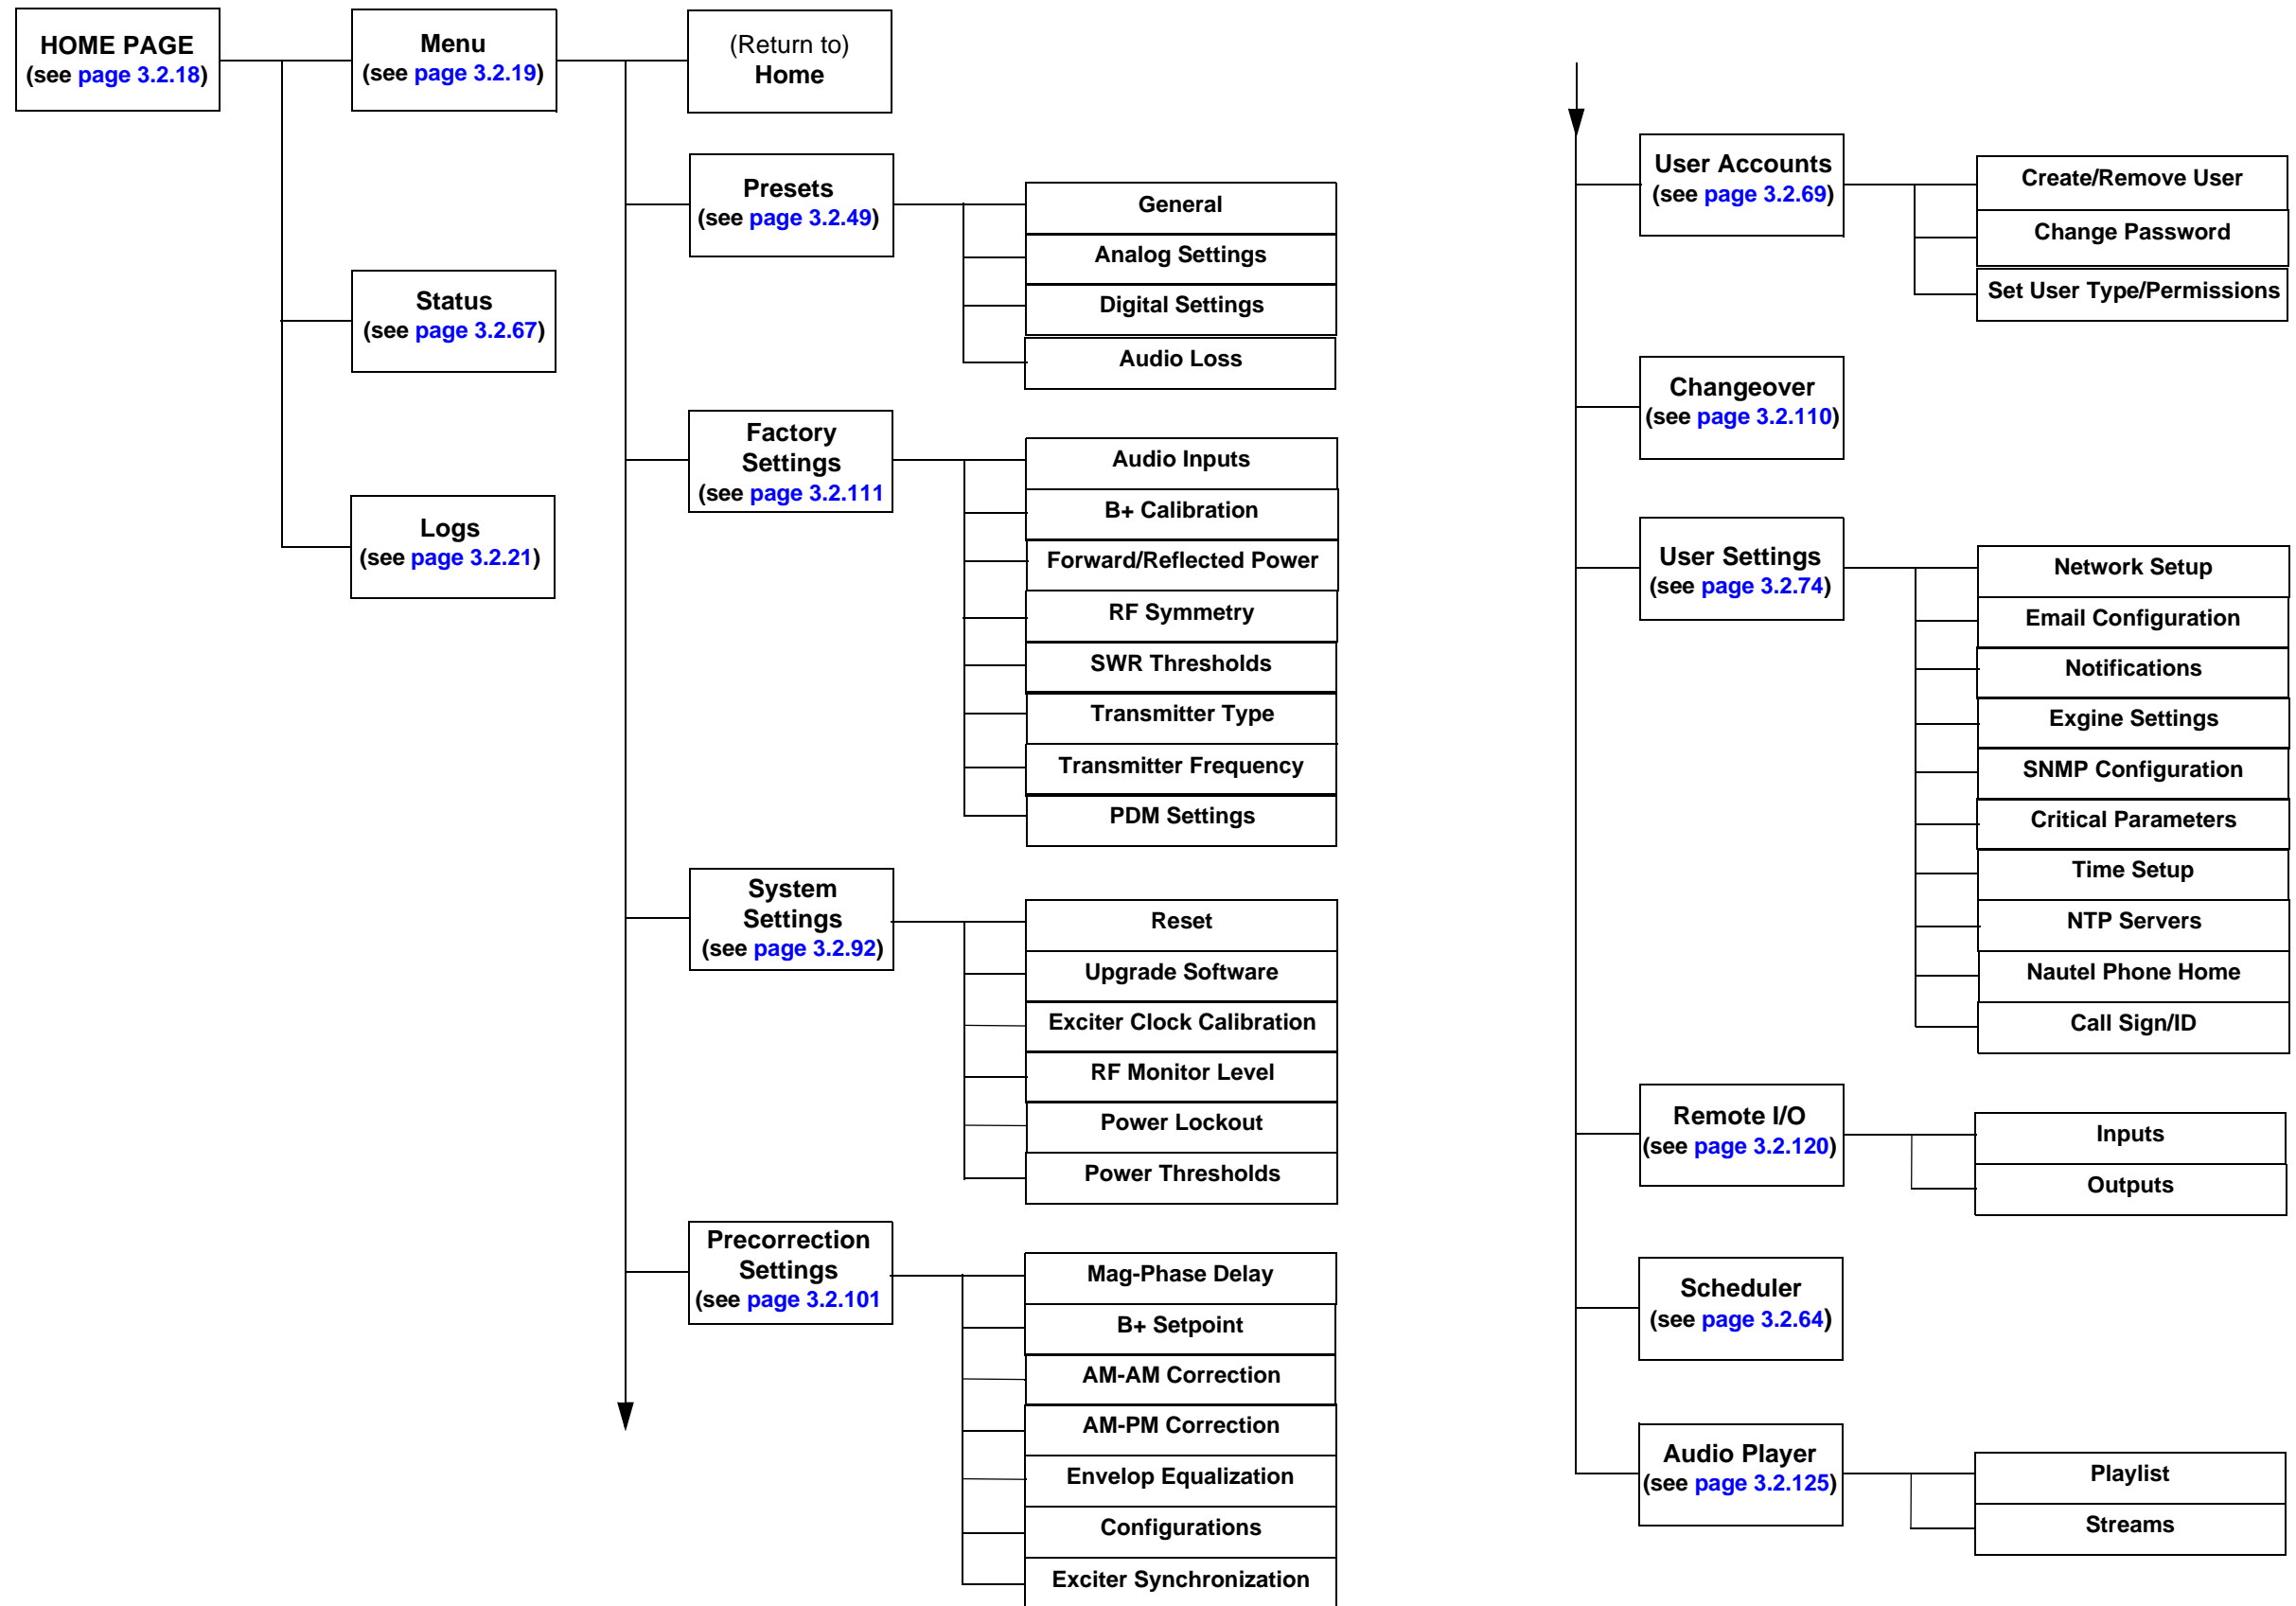 HOME PAGE
(see page 3.2.18)
Menu
(see page 3.2.19)
(Return to)
Home
Presets
(see page 3.2.49)
General
Analog Settings
Digital Settings
Audio Loss
Status
(see page 3.2.67)
Logs
(see page 3.2.21)
Factory
Settings
(see page 3.2.111
Audio Inputs
B+ Calibration
Forward/Reflected Power
RF Symmetry
SWR Thresholds
Transmitter Type
Transmitter Frequency
PDM Settings
System
Settings
(see page 3.2.92)
Reset
Upgrade Software
Exciter Clock Calibration
RF Monitor Level
Power Lockout
Power Thresholds
Precorrection
Settings
(see page 3.2.101
Mag-Phase Delay
B+ Setpoint
AM-AM Correction
AM-PM Correction
Envelop Equalization
Configurations
Exciter Synchronization
User Accounts
(see page 3.2.69)
Create/Remove User
Change Password
Set User Type/Permissions
Changeover
(see page 3.2.110)
User Settings
(see page 3.2.74)
Network Setup
Email Configuration
Notifications
Exgine Settings
SNMP Configuration
Critical Parameters
Time Setup
NTP Servers
Nautel Phone Home
Call Sign/ID
Remote I/O
(see page 3.2.120)
Inputs
Outputs
Scheduler
(see page 3.2.64)
Audio Player
(see page 3.2.125)
Playlist
Streams